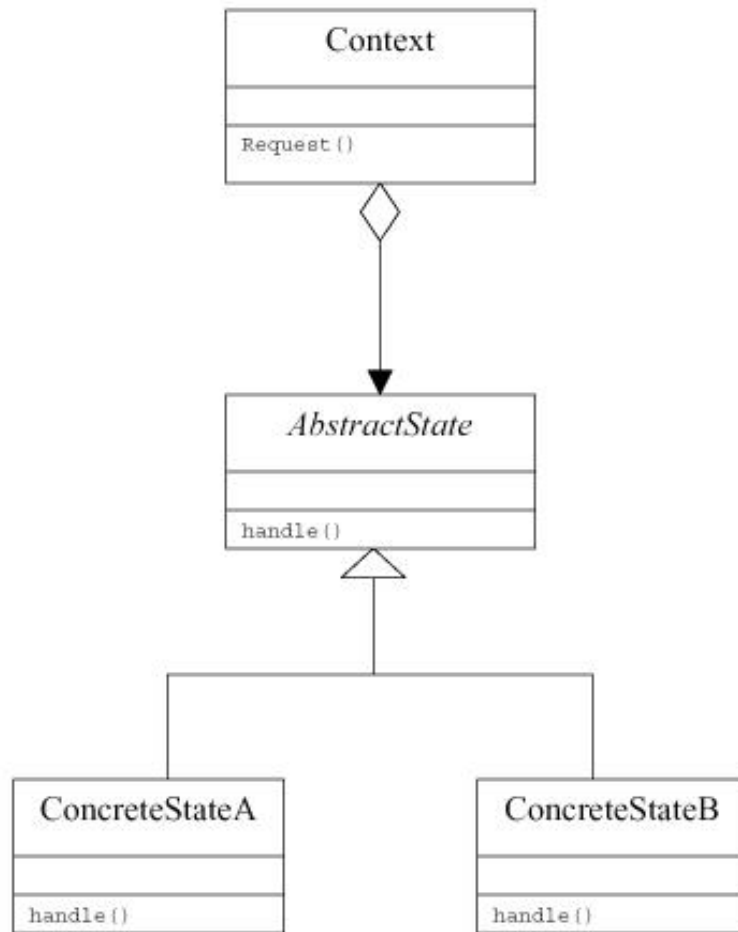 Context
Request()
AbstractState
handle()
ConcreteStateA
ConcreteStateB
handle()
handle()